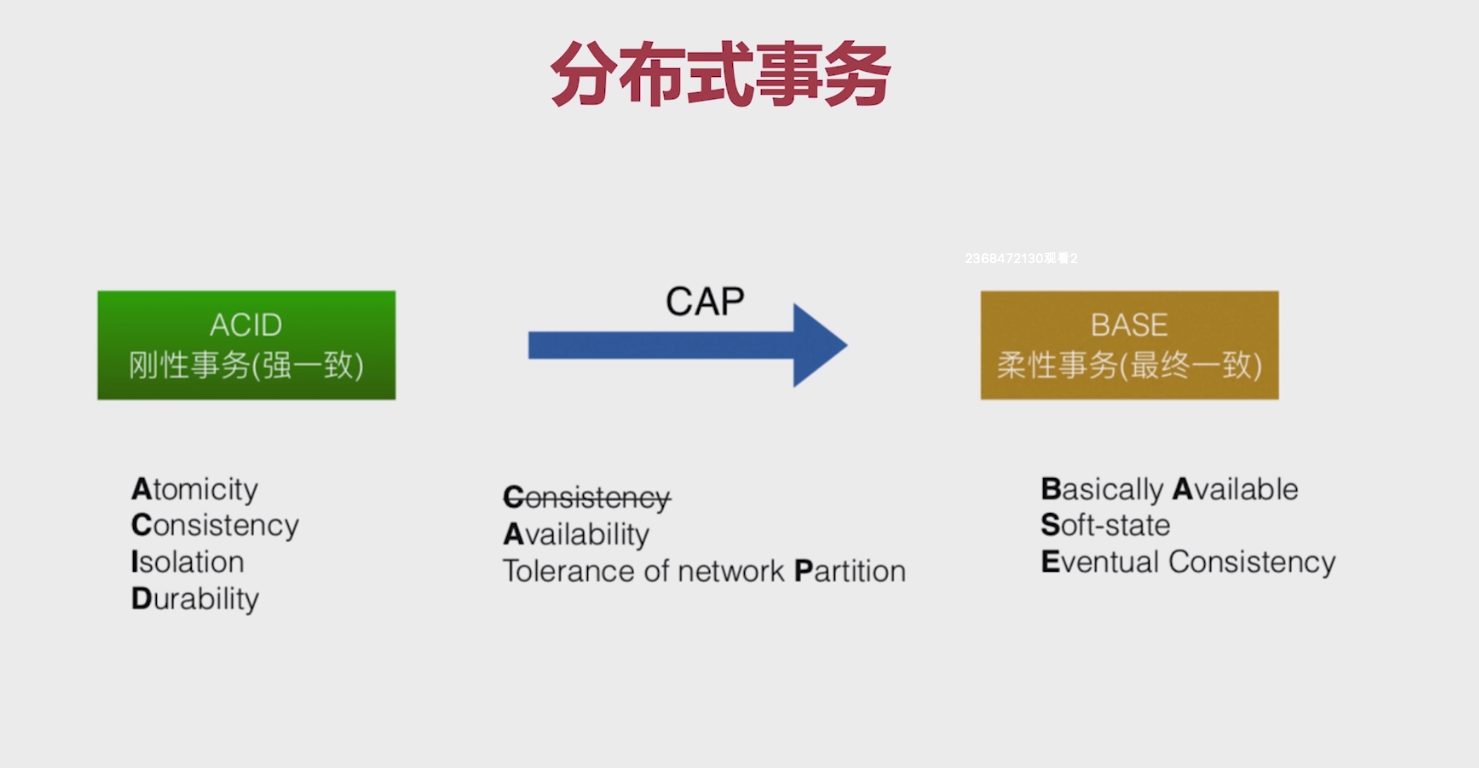 分布式事务
2368472130观看2
ACID
刚性事务(强一致)
CAP
BASE
柔性事务(最终一致)
Atomicity
Consistency
Isolation
Durability
Consistency
Availability
Tolerance of network Partition
Basically Available
Soft-state
Eventual Consistency